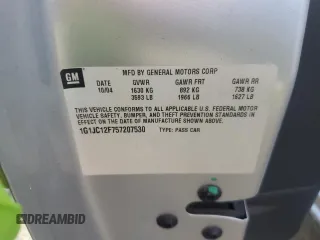 GM
MFD BY GENERAL MOTORS CORP
DATE GVWR GAWR FRT GAWR RR
10/04 1630 KG 892 KG 738 KG
3593 LB 1966 LB 1627 LB
THIS VEHICLE CONFORMS TO ALL APPLICABLE U.S. FEDERAL MOTOR
VEHICLE SAFETY, BUMPER, AND THEFT PREVENTION STANDARDS
IN EFFECT ON THE DATE OF MANUFACTURE SHOWN ABOVE.
1G1JC12F757207530 TYPE: PASS CAR
DREAMBID